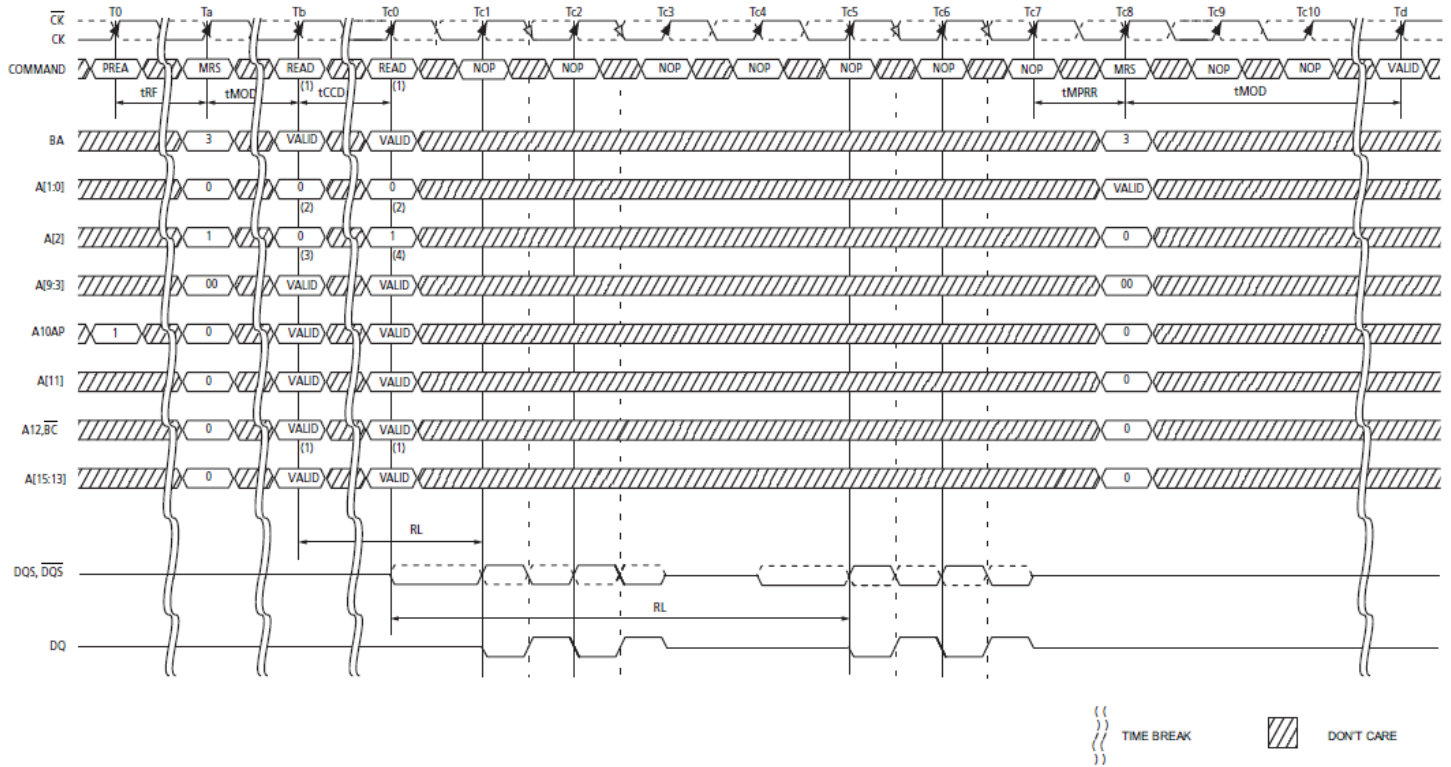 T0 Ta Tb Tc0 Tc1 Tc2 Tc3 Tc4 Tc5 Tc6 Tc7 Tc8 Tc9 Tc10 Td
CK
CK
COMMAND PREA MRS READ READ NOP NOP NOP NOP NOP NOP NOP MRS NOP NOP VALID
(1) (1)
tRF tMOD tCCD tMPRR tMOD
BA 3 VALID VALID 3
A[1:0] 0 0 0 VALID
(2) (2)
A[2] 1 0 1 0
(3) (4)
A[9:3] 00 VALID VALID 00
A10AP 1 0 VALID VALID 0
A[11] 0 VALID VALID 0
A12,BC 0 VALID VALID 0
(1) (1)
A[15:13] 0 VALID VALID 0
RL
DQS, DQS
RL
DQ
TIME BREAK DON'T CARE